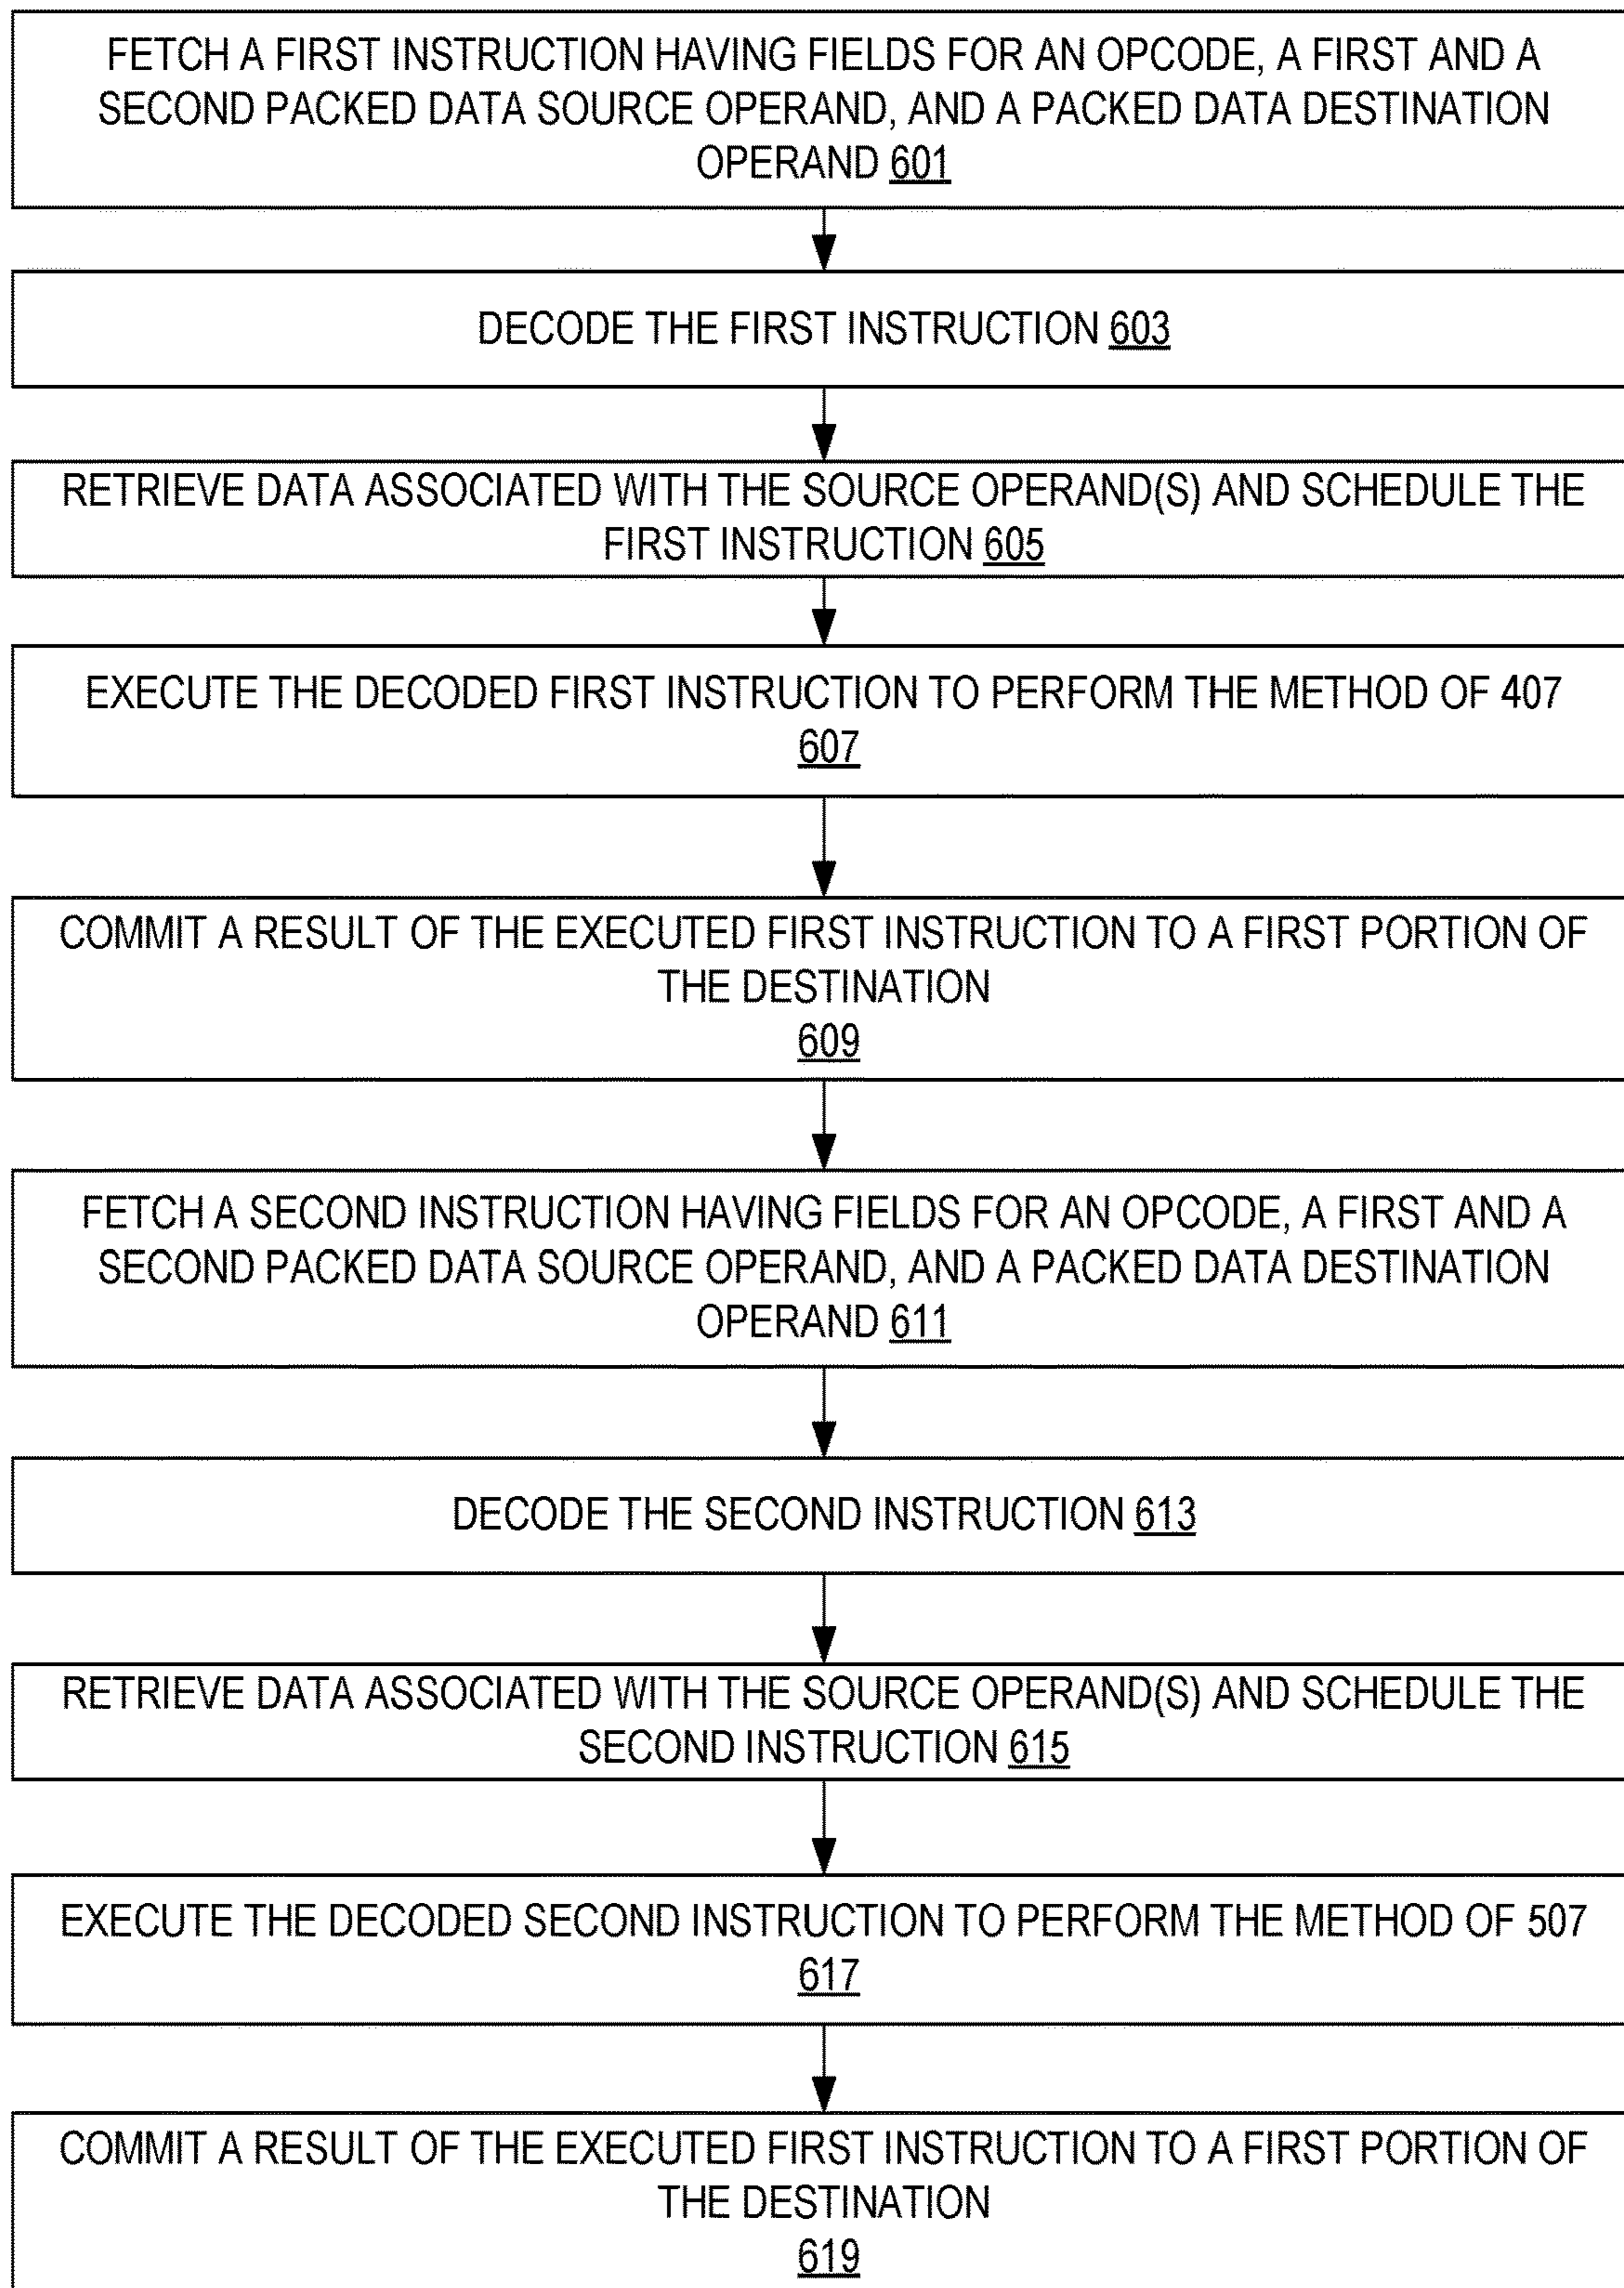 FETCH A FIRST INSTRUCTION HAVING FIELDS FOR AN OPCODE, A FIRST AND A
SECOND PACKED DATA SOURCE OPERAND, AND A PACKED DATA DESTINATION
OPERAND 601
DECODE THE FIRST INSTRUCTION 603
RETRIEVE DATA ASSOCIATED WITH THE SOURCE OPERAND(S) AND SCHEDULE THE
FIRST INSTRUCTION 605
EXECUTE THE DECODED FIRST INSTRUCTION TO PERFORM THE METHOD OF 407
607
COMMIT A RESULT OF THE EXECUTED FIRST INSTRUCTION TO A FIRST PORTION OF
THE DESTINATION
609
FETCH A SECOND INSTRUCTION HAVING FIELDS FOR AN OPCODE, A FIRST AND A
SECOND PACKED DATA SOURCE OPERAND, AND A PACKED DATA DESTINATION
OPERAND 611
DECODE THE SECOND INSTRUCTION 613
RETRIEVE DATA ASSOCIATED WITH THE SOURCE OPERAND(S) AND SCHEDULE THE
SECOND INSTRUCTION 615
EXECUTE THE DECODED SECOND INSTRUCTION TO PERFORM THE METHOD OF 507
617
COMMIT A RESULT OF THE EXECUTED FIRST INSTRUCTION TO A FIRST PORTION OF
THE DESTINATION
619